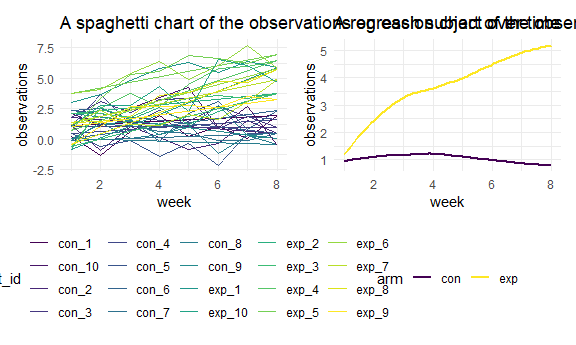 A spaghetti chart of the observations
observations
7.5
5.0
2.5
0.0
-2.5
2 4 6 8
week
observations
5
4
3
2
1
2 4 6 8
week
t_id
con_1 con_4 con_8 exp_2 exp_6
con_10 con_5 con_9 exp_3 exp_7
con_2 con_6 exp_1 exp_4 exp_8
con_3 con_7 exp_10 exp_5 exp_9
arm con exp